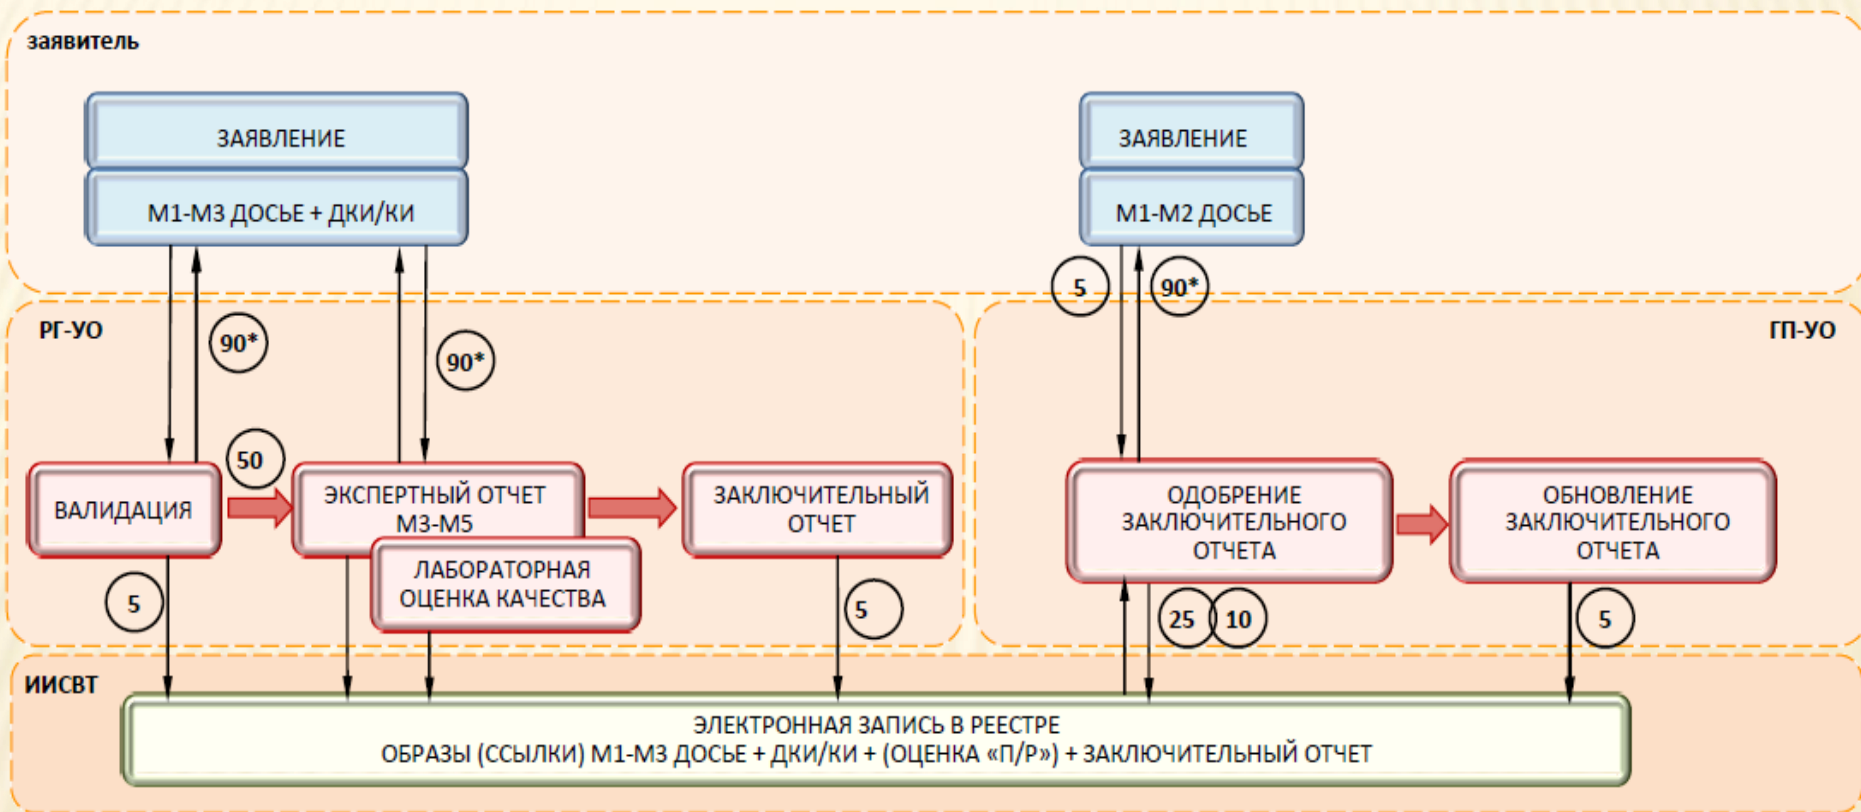 заявитель
ЗАЯВЛЕНИЕ
М1-М3 ДОСЬЕ + ДКИ/КИ
ЗАЯВЛЕНИЕ
М1-М2 ДОСЬЕ
5
90*
РГ-УО
90*
90*
ГП-УО
50
ВАЛИДАЦИЯ
ЭКСПЕРТНЫЙ ОТЧЕТ
М3-М5
ЛАБОРАТОРНАЯ
ОЦЕНКА КАЧЕСТВА
ЗАКЛЮЧИТЕЛЬНЫЙ
ОТЧЕТ
ОДОБРЕНИЕ
ЗАКЛЮЧИТЕЛЬНОГО
ОТЧЕТА
ОБНОВЛЕНИЕ
ЗАКЛЮЧИТЕЛЬНОГО
ОТЧЕТА
5
5
25
10
5
ИИСВТ
ЭЛЕКТРОННАЯ ЗАПИСЬ В РЕЕСТРЕ
ОБРАЗЫ (ССЫЛКИ) М1-М3 ДОСЬЕ + ДКИ/КИ + (ОЦЕНКА «П/Р») + ЗАКЛЮЧИТЕЛЬНЫЙ ОТЧЕТ